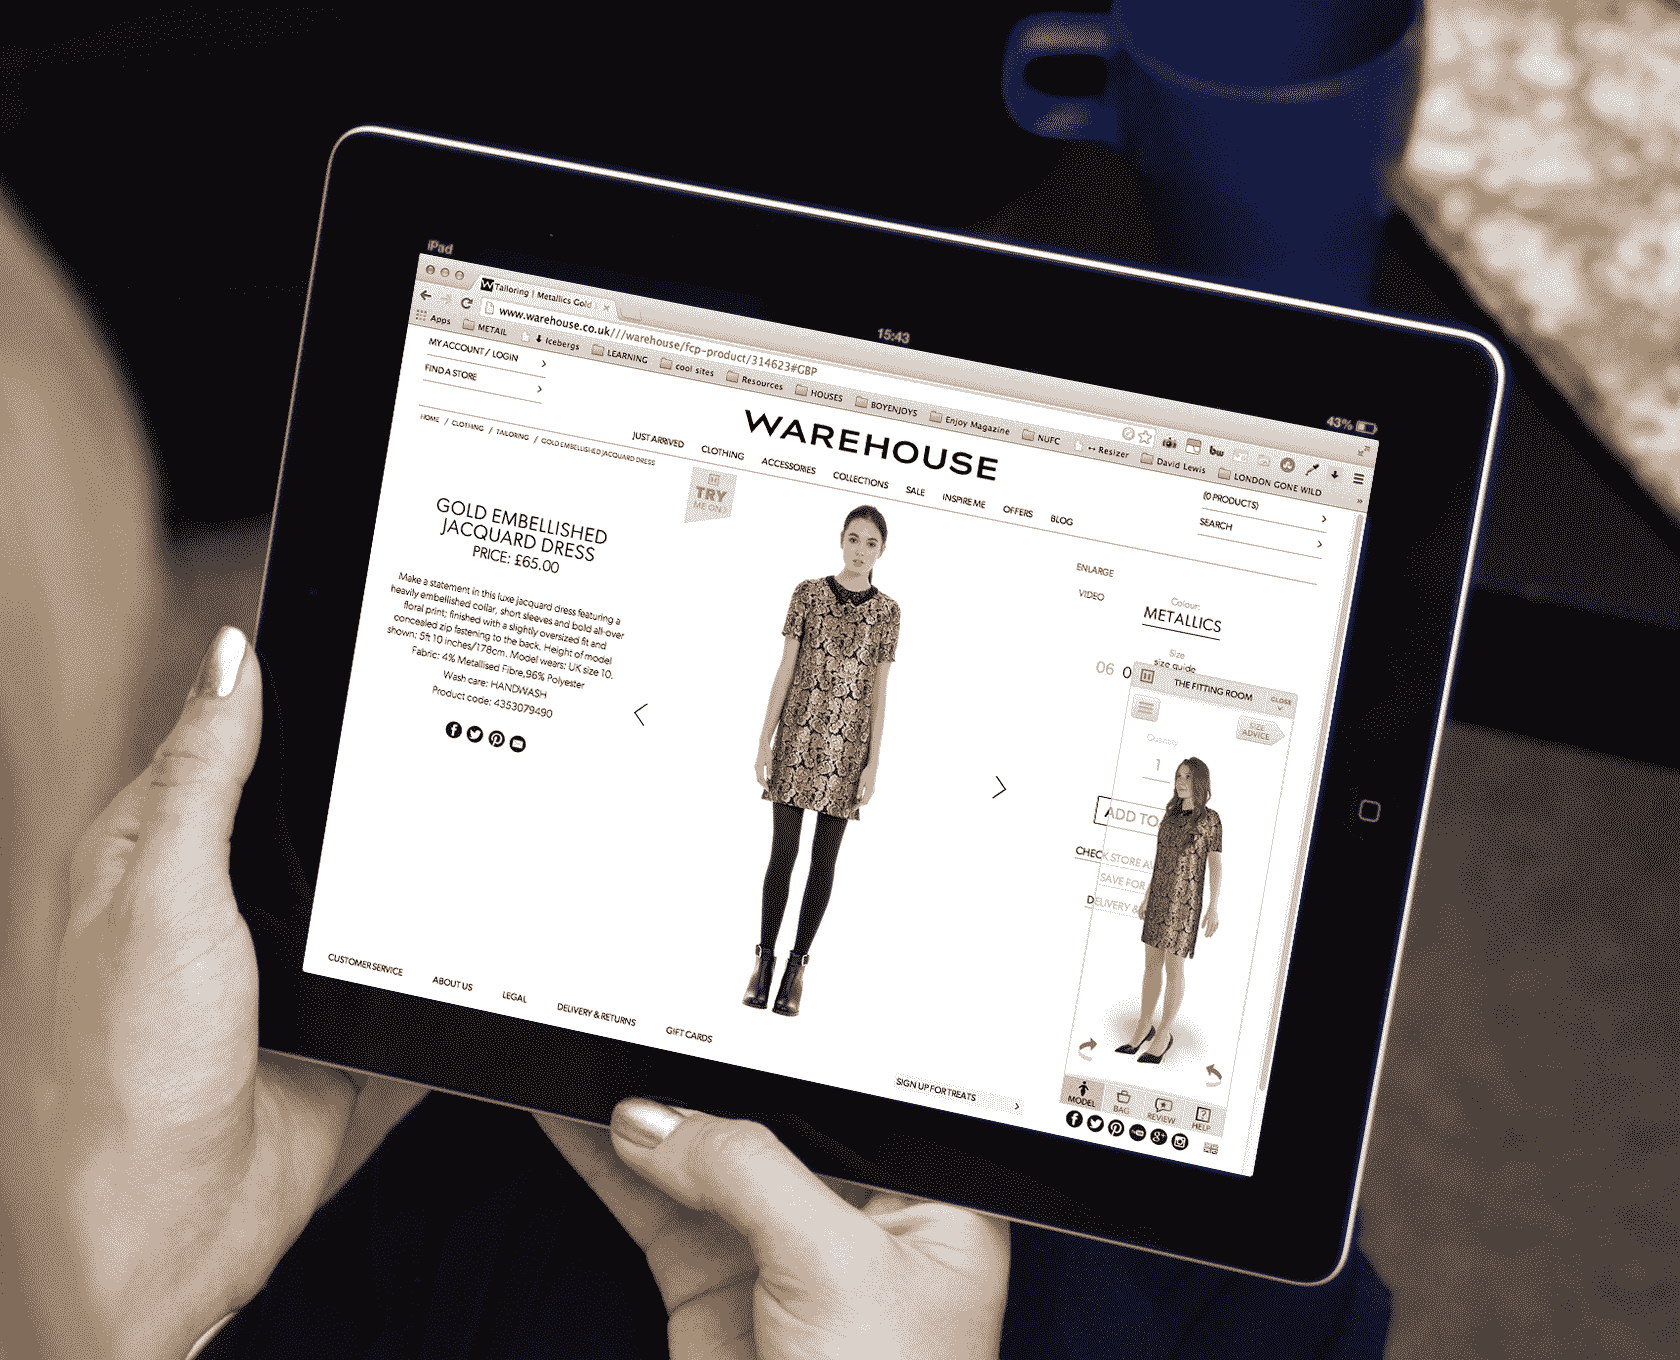 iPad
15:43
43%
Tailoring | Metallics Gold
www.warehouse.co.uk///warehouse/fcp-product/314623#GBP
Apps METAIL Icebergs LEARNING cool sites Resources HOUSES BOYENJOYS Enjoy Magazine NUFC ↔ Resizer David Lewis LONDON GONE WILD »
bw
MY ACCOUNT / LOGIN
FIND A STORE
WAREHOUSE
(0 PRODUCTS)
SEARCH
HOME / CLOTHING / TAILORING / GOLD EMBELLISHED JACQUARD DRESS
JUST ARRIVED CLOTHING ACCESSORIES COLLECTIONS SALE INSPIRE ME OFFERS BLOG
TRY
ME ON
GOLD EMBELLISHED
JACQUARD DRESS
PRICE: £65.00
Make a statement in this luxe jacquard dress featuring a
heavily embellished collar, short sleeves and bold all-over
floral print; finished with a slightly oversized fit and
concealed zip fastening to the back. Height of model
shown; 5ft 10 inches/178cm. Model wears: UK size 10.
Fabric: 4% Metallised Fibre,96% Polyester
Wash care: HANDWASH
Product code: 4353079490
ENLARGE
VIDEO
Colour:
METALLICS
Size
size guide
06 0
THE FITTING ROOM
CLOSE
SIZE
ADVICE
Quantity
1
ADD TO
CHECK STORE AV
SAVE FOR
DELIVERY &
MODEL BAG REVIEW HELP
CUSTOMER SERVICE ABOUT US LEGAL DELIVERY & RETURNS GIFT CARDS
SIGN UP FOR TREATS